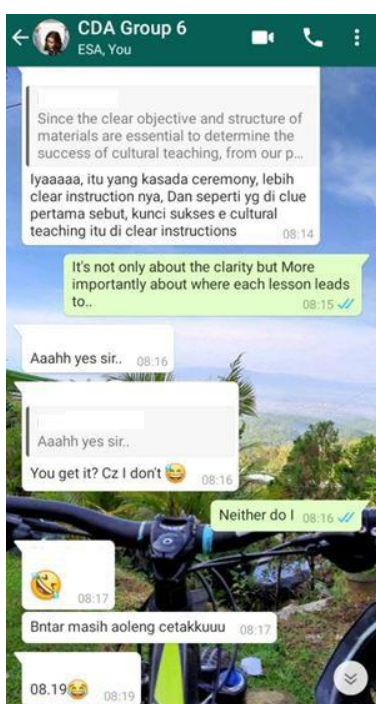 CDA Group 6
ESA, You
Since the clear objective and structure of
materials are essential to determine the
success of cultural teaching, from our p...
Iyaaaaa, itu yang kasada ceremony, lebih
clear instruction nya, Dan seperti yg di clue
pertama sebut, kunci sukses e cultural
teaching itu di clear instructions
08:14
It's not only about the clarity but More
importantly about where each lesson leads
to..
08:15
Aaahh yes sir.. 08:16
Aaahh yes sir..
You get it? Cz I don't😅 08:16
Neither do I 08:16
🤣 08:17
Bntar masih aoleng cetakkuuu 08:17
08.19😂 08:19